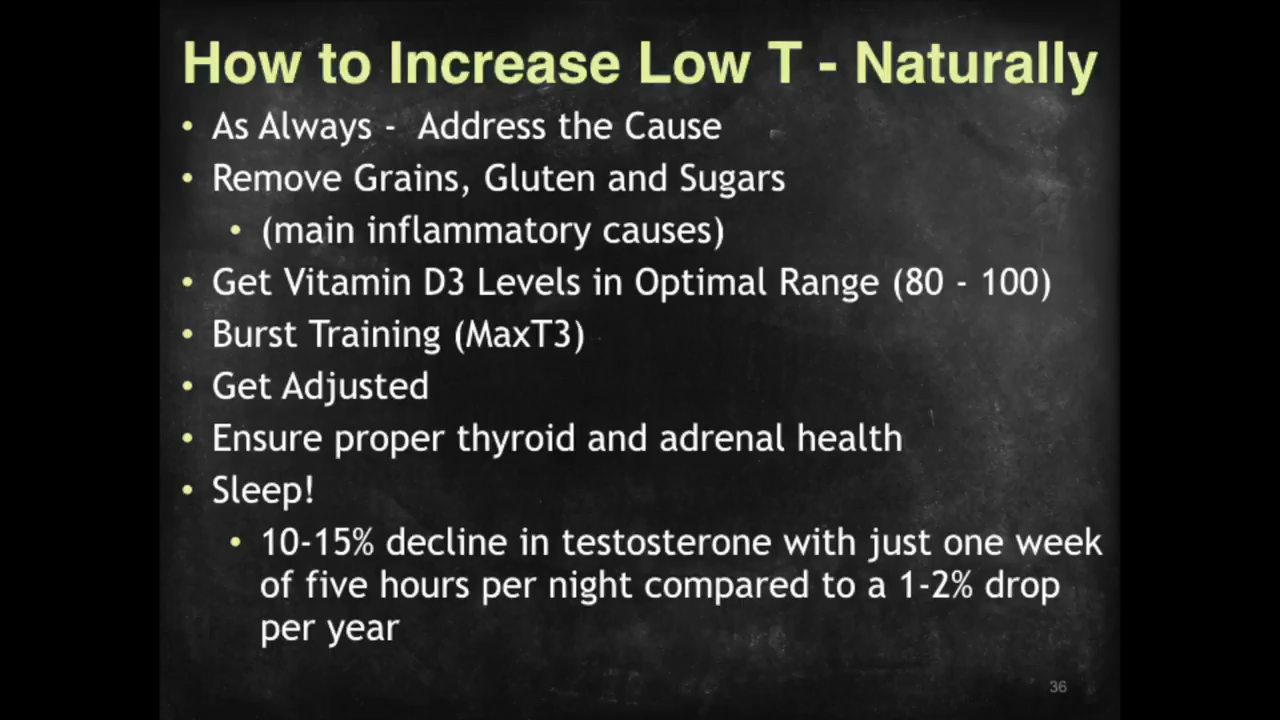 How to Increase Low T - Naturally
• As Always - Address the Cause
• Remove Grains, Gluten and Sugars
• (main inflammatory causes)
• Get Vitamin D3 Levels in Optimal Range (80 - 100)
• Burst Training (MaxT3)
• Get Adjusted
• Ensure proper thyroid and adrenal health
• Sleep!
• 10-15% decline in testosterone with just one week
of five hours per night compared to a 1-2% drop
per year
36